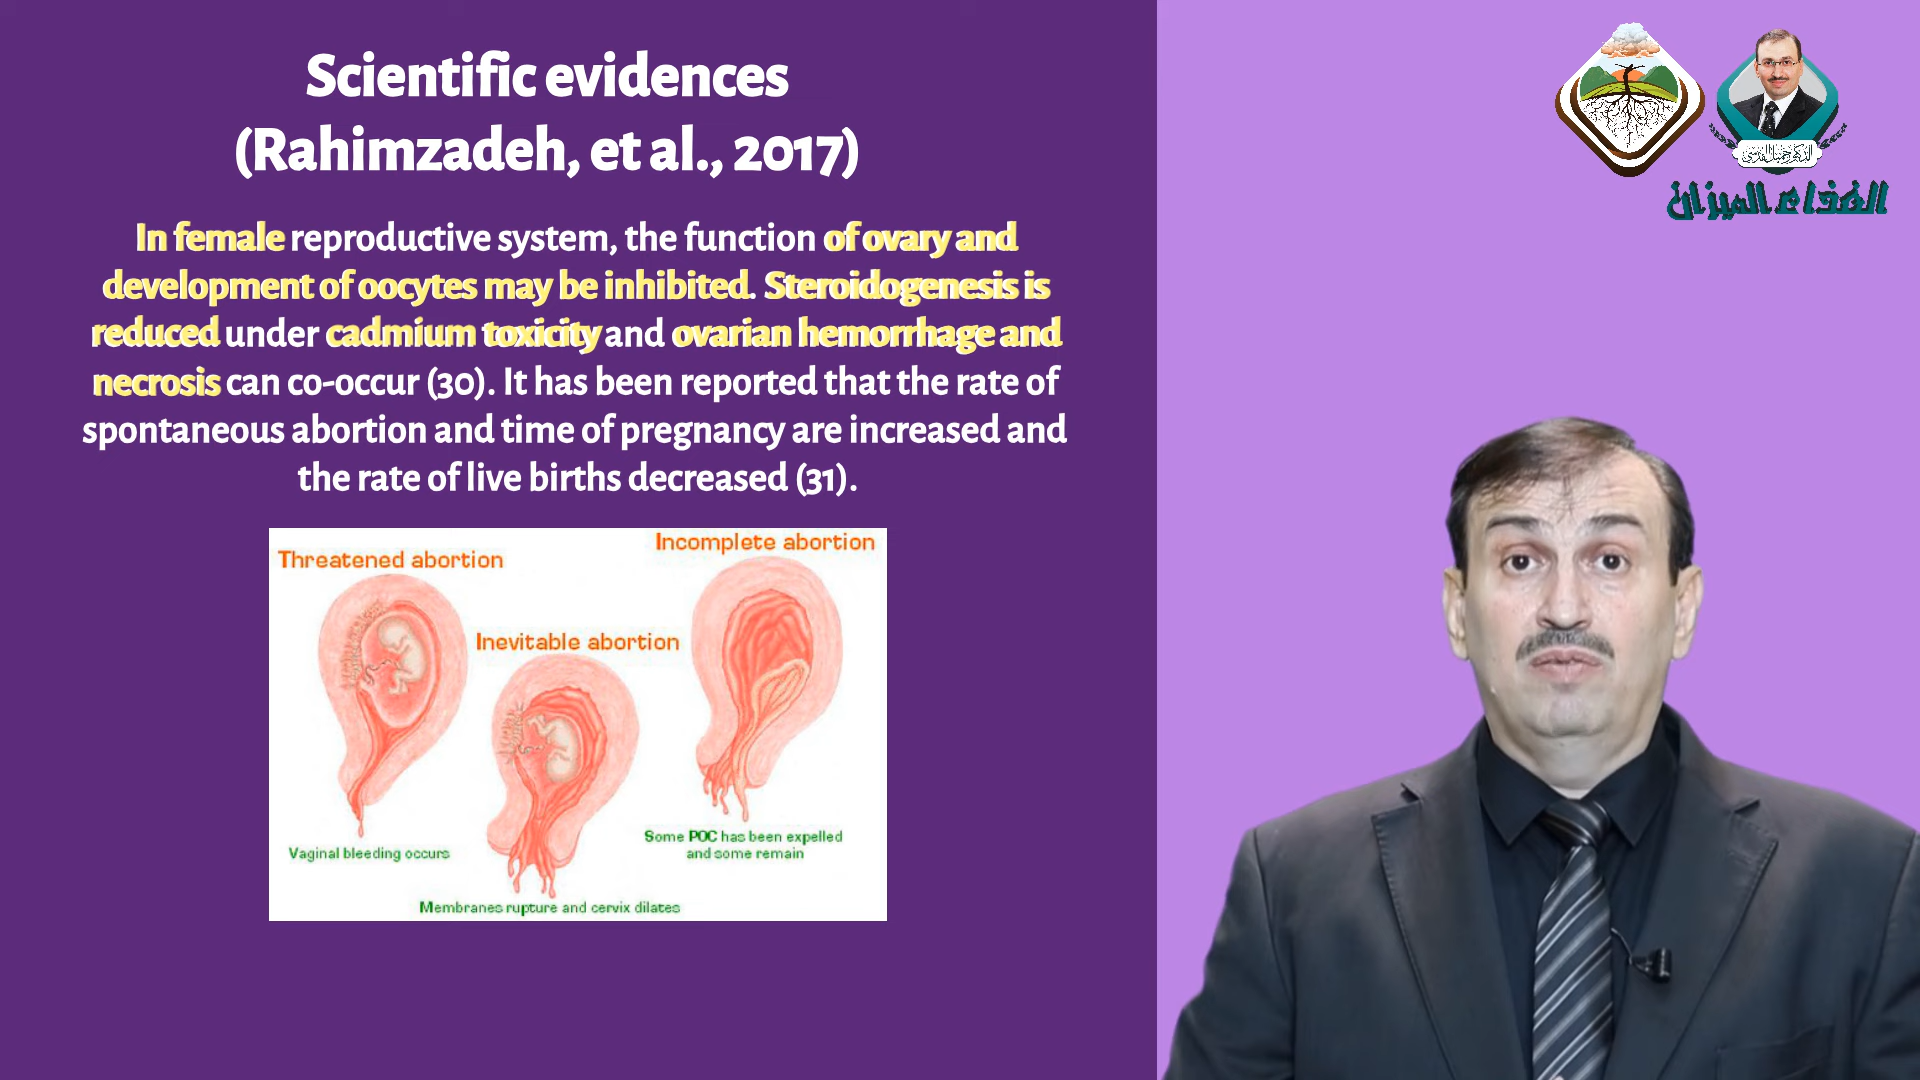 Scientific evidences
(Rahimzadeh, et al., 2017)
In female reproductive system, the function of ovary and
development of oocytes may be inhibited. Steroidogenesis is
reduced under cadmium toxicity and ovarian hemorrhage and
necrosis can co-occur (30). It has been reported that the rate of
spontaneous abortion and time of pregnancy are increased and
the rate of live births decreased (31).
Threatened abortion
Incomplete abortion
Inevitable abortion
Some POC has been expelled
and some remain
Vaginal bleeding occurs
Membranes rupture and cervix dilates
الدكتور جميل القدسي
الغذاء الميزان